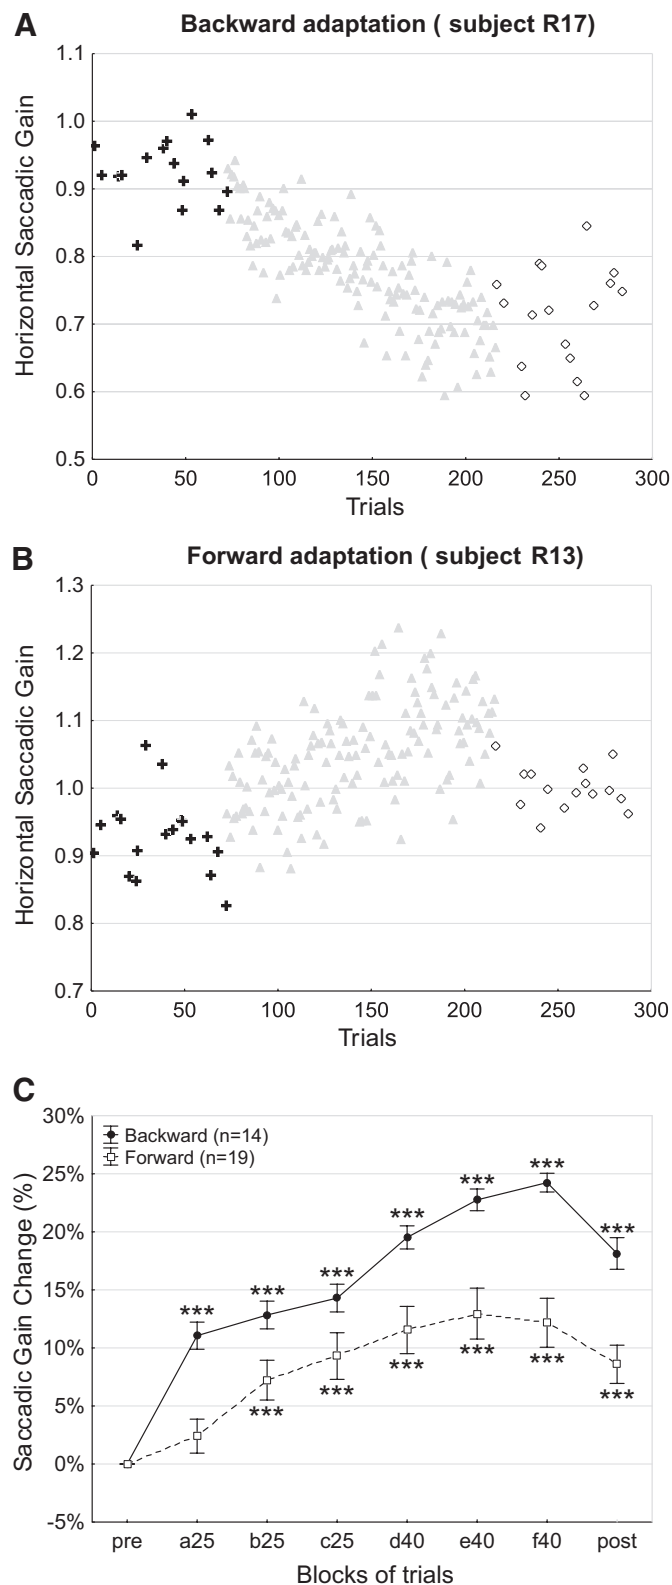 A
Backward adaptation ( subject R17)
Horizontal Saccadic Gain
1.1
1.0
0.9
0.8
0.7
0.6
0.5
0 50 100 150 200 250 300
Trials
B
Forward adaptation ( subject R13)
Horizontal Saccadic Gain
1.3
1.2
1.1
1.0
0.9
0.8
0.7
0 50 100 150 200 250 300
Trials
C
Saccadic Gain Change (%)
30%
25%
20%
15%
10%
5%
0%
-5%
Backward (n=14)
Forward (n=19)
*** *** *** *** *** *** ***
*** *** *** *** *** ***
pre a25 b25 c25 d40 e40 f40 post
Blocks of trials